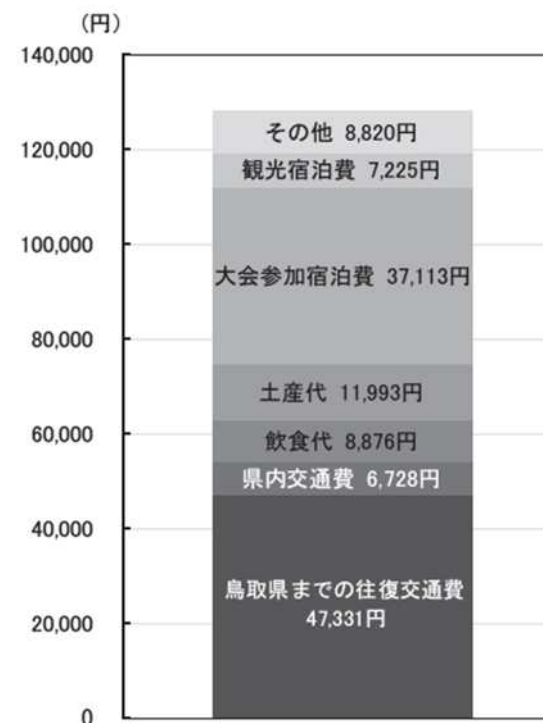 (円)
140,000
120,000
100,000
80,000
60,000
40,000
20,000
0
その他 8,820円
観光宿泊費 7,225円
大会参加宿泊費 37,113円
土産代 11,993円
飲食代 8,876円
県内交通費 6,728円
鳥取県までの往復交通費
47,331円